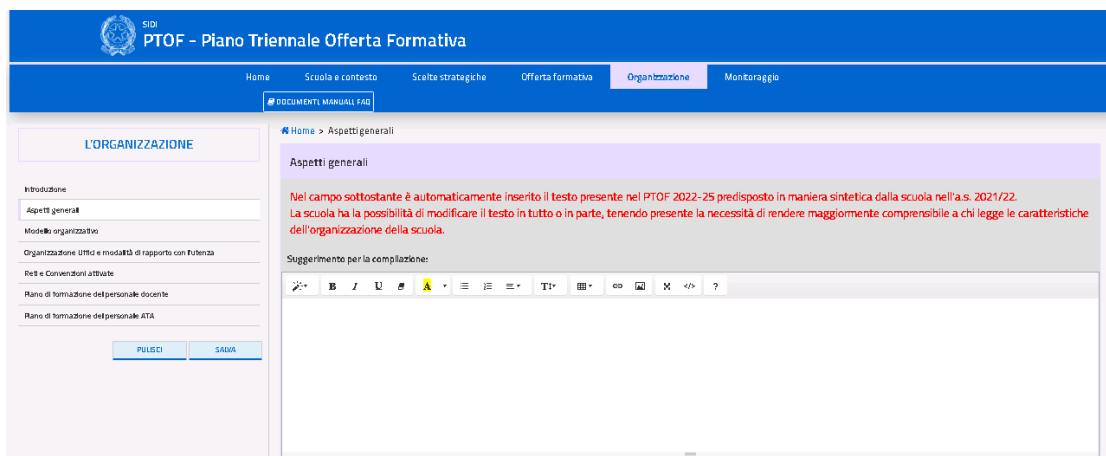 SIDI
PTOF - Piano Triennale Offerta Formativa
Home Scuola e contesto Scelte strategiche Offerta formativa Organizzazione Monitoraggio
DOCUMENTI, MANUALI, FAQ
L'ORGANIZZAZIONE
Introduzione
Aspetti generali
Modello organizzativo
Organizzazione Uffici e modalità di rapporto con l'utenza
Reti e Convenzioni attivate
Piano di formazione del personale docente
Piano di formazione del personale ATA
PULISCI SALVA
Home > Aspetti generali
Aspetti generali
Nel campo sottostante è automaticamente inserito il testo presente nel PTOF 2022-25 predisposto in maniera sintetica dalla scuola nell'a.s. 2021/22.
La scuola ha la possibilità di modificare il testo in tutto o in parte, tenendo presente la necessità di rendere maggiormente comprensibile a chi legge le caratteristiche
dell'organizzazione della scuola.
Suggerimento per la compilazione:
B I U A T </> ?